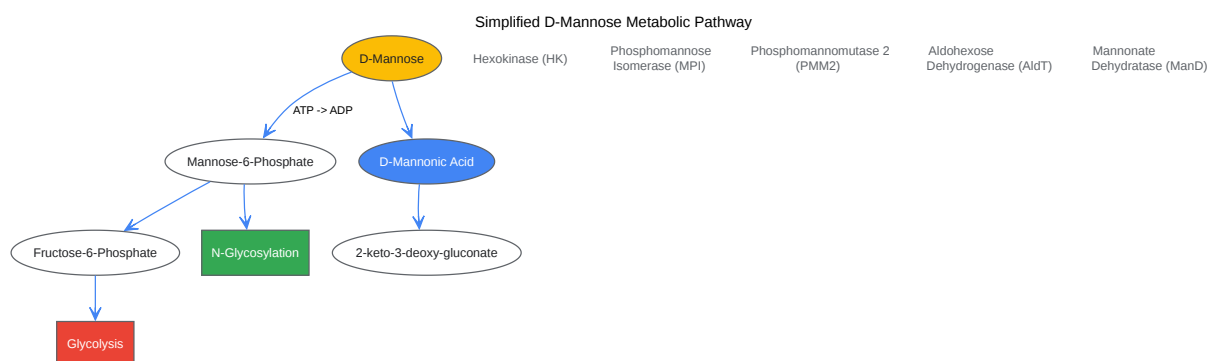 Simplified D-Mannose Metabolic Pathway
D-Mannose
Hexokinase (HK)
Phosphomannose
Isomerase (MPI)
Phosphomannomutase 2
(PMM2)
Aldohexose
Dehydrogenase (AldT)
Mannonate
Dehydratase (ManD)
ATP -> ADP
Mannose-6-Phosphate
D-Mannonic Acid
Fructose-6-Phosphate
N-Glycosylation
2-keto-3-deoxy-gluconate
Glycolysis